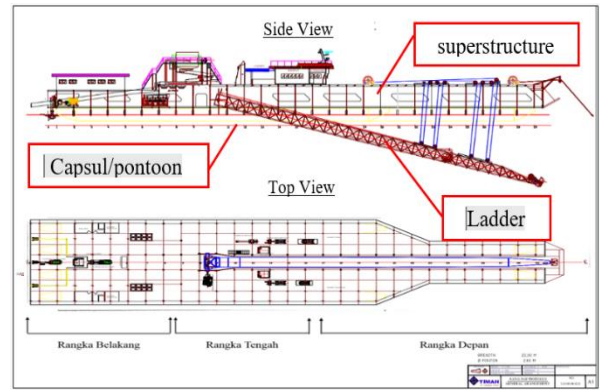 Side View
superstructure
Capsul/pontoon
Top View
Ladder
Rangka Belakang
Rangka Tengah
Rangka Depan
TIMAH